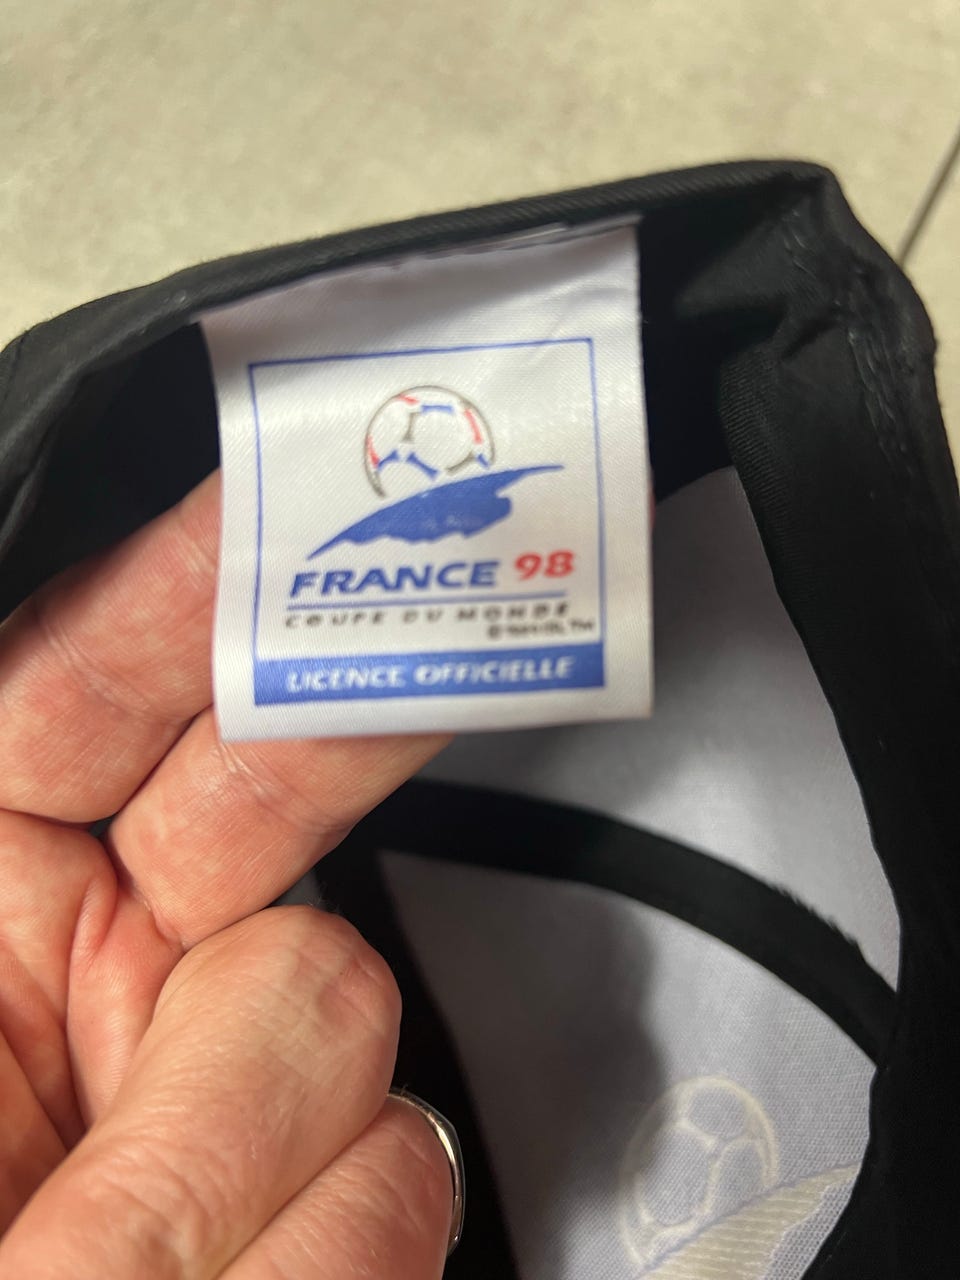 FRANCE 98
COUPE DU MONDE
LICENCE OFFICIELLE